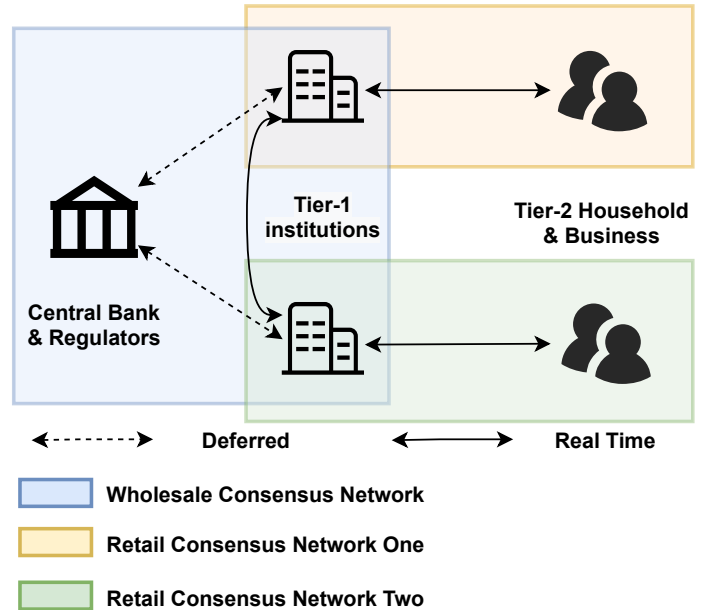 Tier-1
institutions
Tier-2 Household
& Business
Central Bank
& Regulators
Deferred
Real Time
Wholesale Consensus Network
Retail Consensus Network One
Retail Consensus Network Two